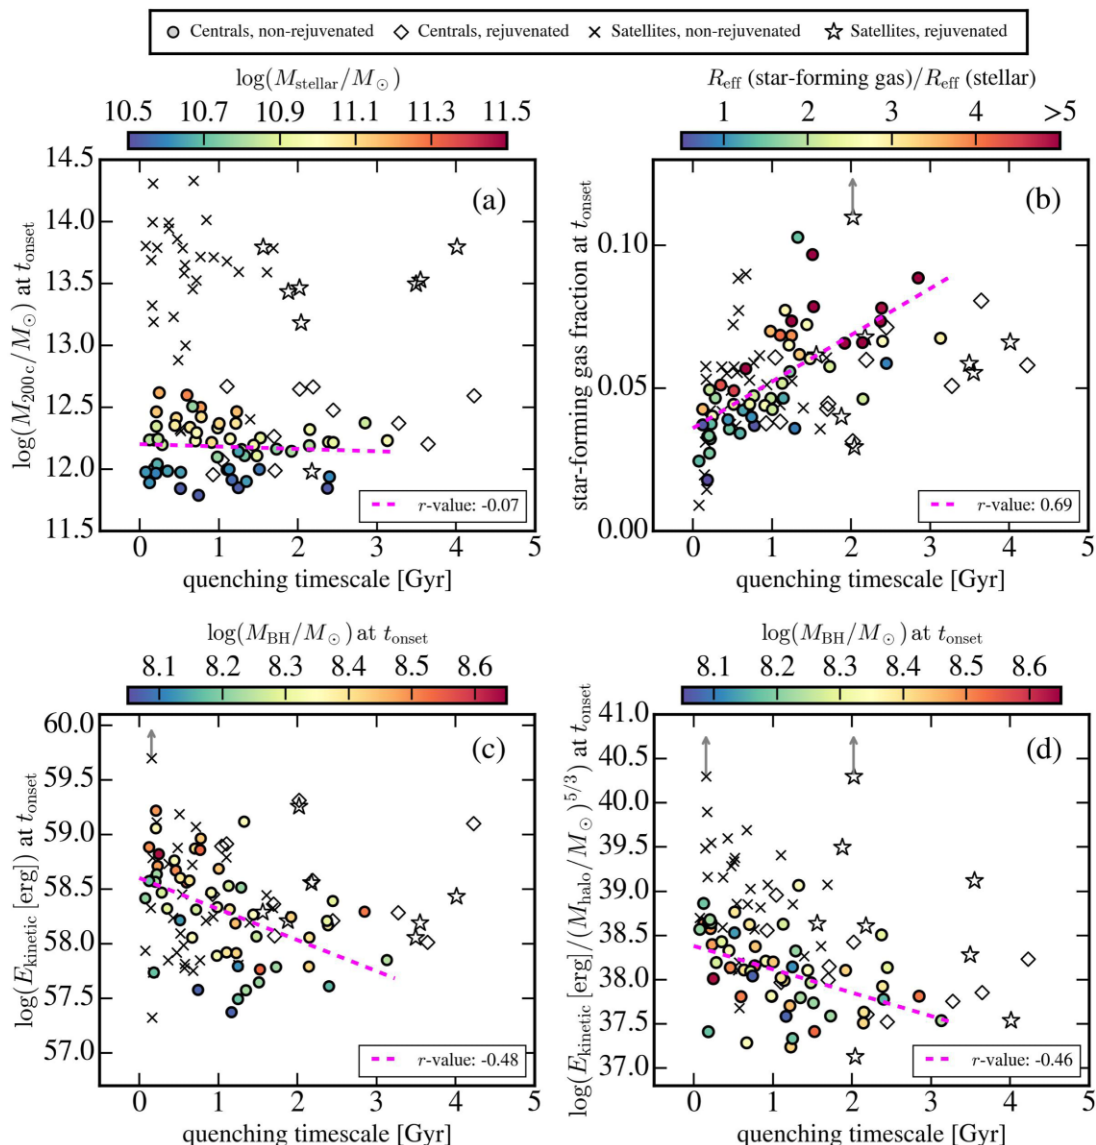 Centrals, non-rejuvenated Centrals, rejuvenated Satellites, non-rejuvenated Satellites, rejuvenated
log(M_stellar/M_⊙)
10.5 10.7 10.9 11.1 11.3 11.5
(a)
log(M_200c/M_⊙) at t_onset
14.5
14.0
13.5
13.0
12.5
12.0
11.5
r-value: -0.07
0 1 2 3 4 5
quenching timescale [Gyr]
R_eff (star-forming gas)/R_eff (stellar)
1 2 3 4 >5
(b)
star-forming gas fraction at t_onset
0.10
0.05
0.00
r-value: 0.69
0 1 2 3 4 5
quenching timescale [Gyr]
log(M_BH/M_⊙) at t_onset
8.1 8.2 8.3 8.4 8.5 8.6
(c)
log(E_kinetic [erg]) at t_onset
60.0
59.5
59.0
58.5
58.0
57.5
57.0
r-value: -0.48
0 1 2 3 4 5
quenching timescale [Gyr]
log(M_BH/M_⊙) at t_onset
8.1 8.2 8.3 8.4 8.5 8.6
(d)
log(E_kinetic [erg]/(M_halo/M_⊙)^5/3) at t_onset
41.0
40.5
40.0
39.5
39.0
38.5
38.0
37.5
37.0
r-value: -0.46
0 1 2 3 4 5
quenching timescale [Gyr]